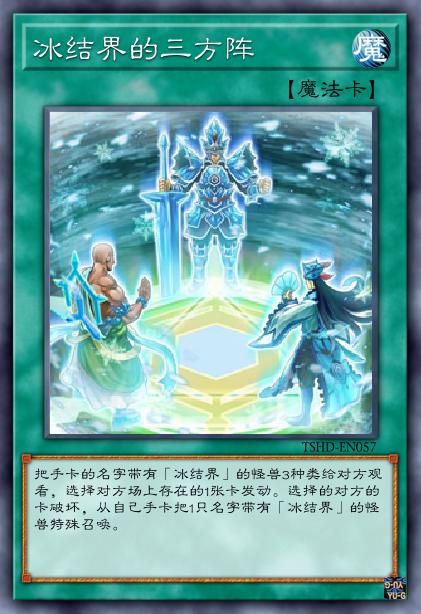 冰结界的三方阵
魔
【魔法卡】
TSHD-EN057
把手卡的名字带有「冰结界」的怪兽3种类给对方观
看，选择对方场上存在的1张卡发动。选择的对方的
卡破坏，从自己手卡把1只名字带有「冰结界」的怪
兽特殊召唤。